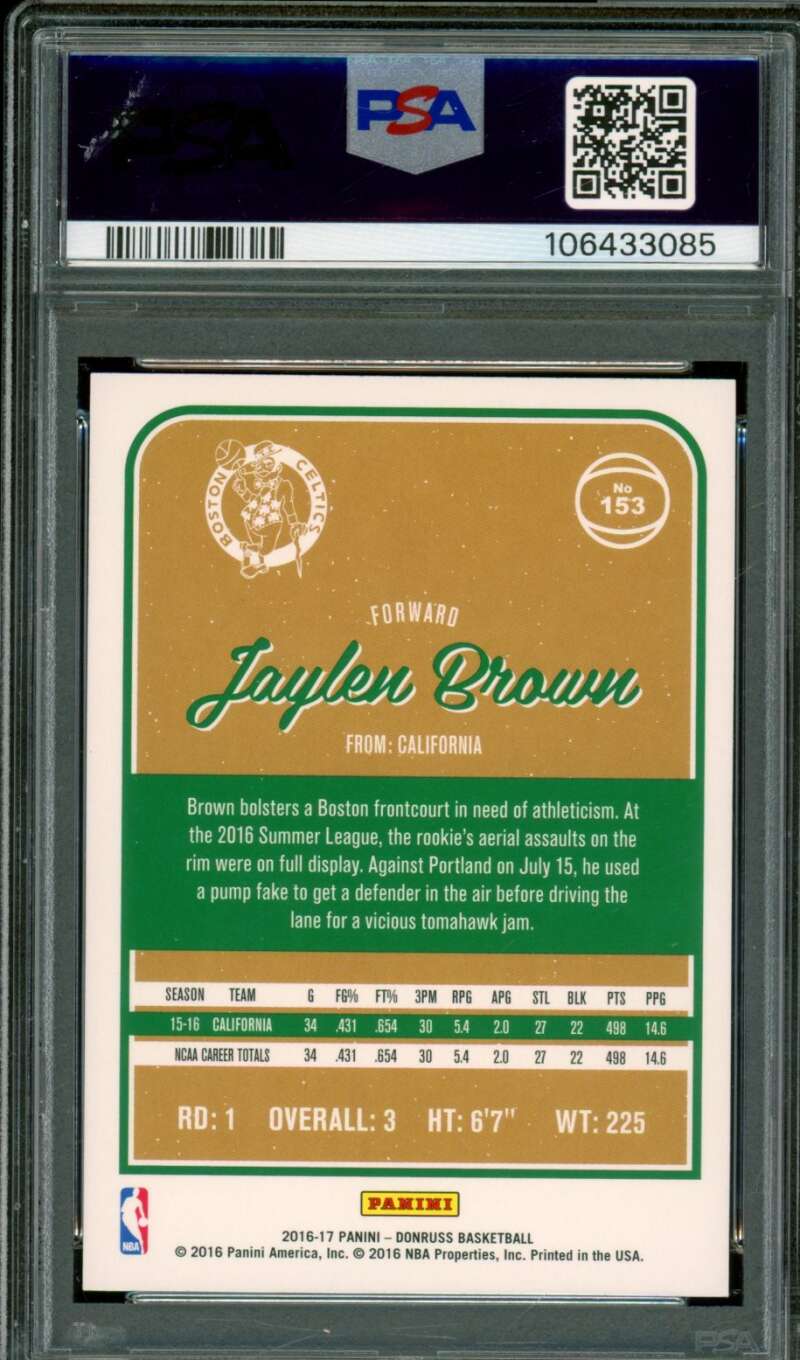 PSA
PSA
106433085
BOSTON CELTICS
No
153
FORWARD
Jaylen Brown
FROM: CALIFORNIA
Brown bolsters a Boston frontcourt in need of athleticism. At
the 2016 Summer League, the rookie's aerial assaults on the
rim were on full display. Against Portland on July 15, he used
a pump fake to get a defender in the air before driving the
lane for a vicious tomahawk jam.
SEASON TEAM G FG% FT% 3PM RPG APG STL BLK PTS PPG
15-16 CALIFORNIA 34 .431 .654 30 5.4 2.0 27 22 498 14.6
NCAA CAREER TOTALS 34 .431 .654 30 5.4 2.0 27 22 498 14.6
RD: 1 OVERALL: 3 HT: 6'7" WT: 225
PANINI
NBA
2016-17 PANINI – DONRUSS BASKETBALL
© 2016 Panini America, Inc. © 2016 NBA Properties, Inc. Printed in the USA.
PSA